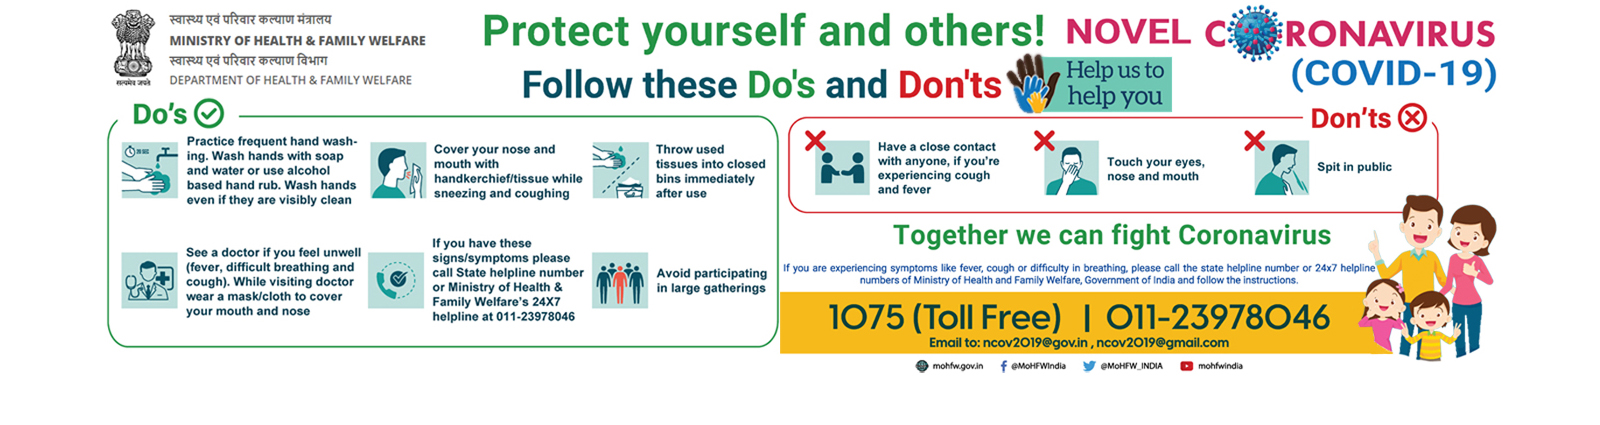 स्वास्थ्य एवं परिवार कल्याण मंत्रालय
MINISTRY OF HEALTH & FAMILY WELFARE
स्वास्थ्य एवं परिवार कल्याण विभाग
DEPARTMENT OF HEALTH & FAMILY WELFARE
सत्यमेव जयते
Protect yourself and others!
Follow these Do's and Don'ts
Help us to
help you
NOVEL CORONAVIRUS
(COVID-19)
Do's
20 SEC
Practice frequent hand wash-
ing. Wash hands with soap
and water or use alcohol
based hand rub. Wash hands
even if they are visibly clean
Cover your nose and
mouth with
handkerchief/tissue while
sneezing and coughing
Throw used
tissues into closed
bins immediately
after use
See a doctor if you feel unwell
(fever, difficult breathing and
cough). While visiting doctor
wear a mask/cloth to cover
your mouth and nose
If you have these
signs/symptoms please
call State helpline number
or Ministry of Health &
Family Welfare's 24X7
helpline at 011-23978046
Avoid participating
in large gatherings
Don'ts
Have a close contact
with anyone, if you're
experiencing cough
and fever
Touch your eyes,
nose and mouth
Spit in public
Together we can fight Coronavirus
If you are experiencing symptoms like fever, cough or difficulty in breathing, please call the state helpline number or 24x7 helpline
numbers of Ministry of Health and Family Welfare, Government of India and follow the instructions.
1075 (Toll Free) | 011-23978046
Email to: ncov2019@gov.in , ncov2019@gmail.com
mohfw.gov.in @MoHFWIndia @MoHFW_INDIA mohfwindia